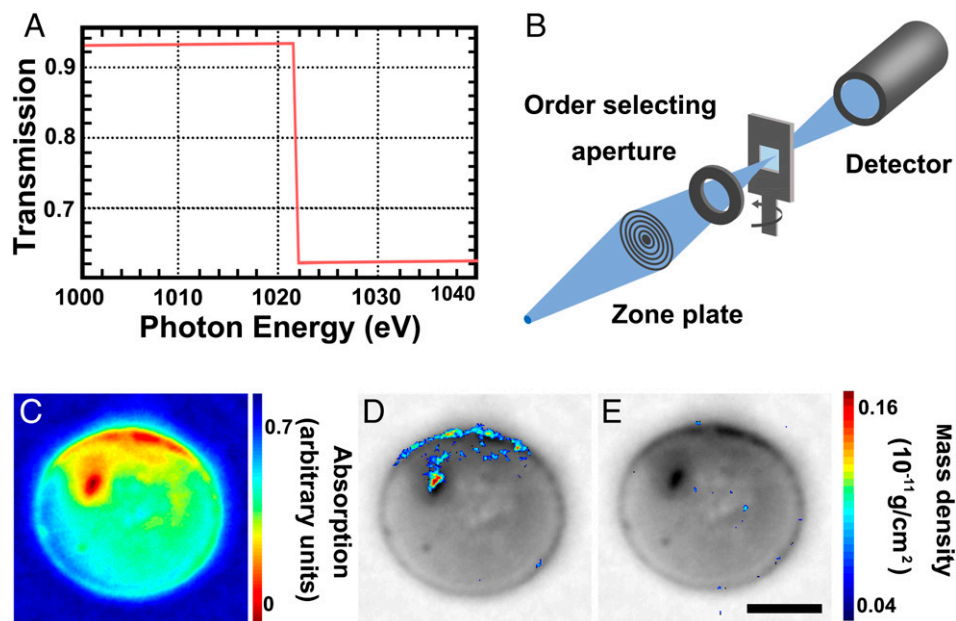 A
Transmission
0.9
0.8
0.7
1000
1010
1020
1030
1040
Photon Energy (eV)
B
Order selecting
aperture
Detector
Zone plate
C
0.7
0
Absorption
(arbitrary units)
D
E
0.16
0.04
Mass density
(10⁻¹¹g/cm²)